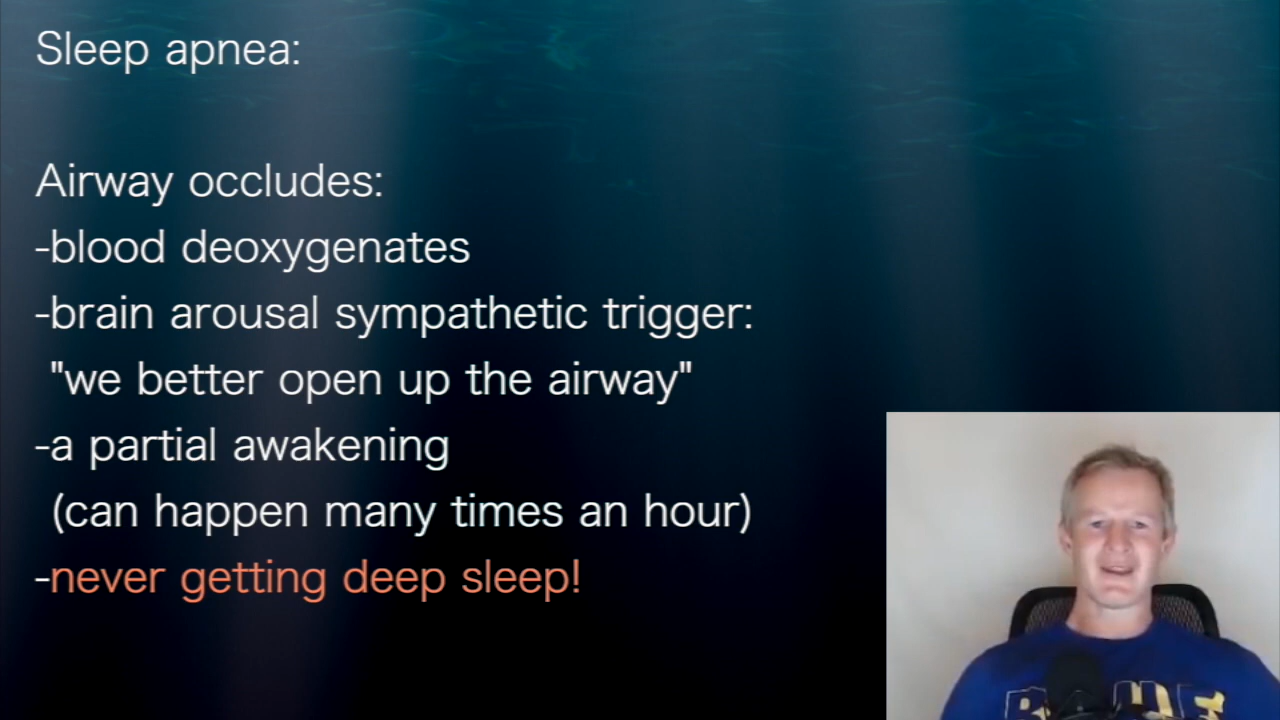 Sleep apnea:
Airway occludes:
-blood deoxygenates
-brain arousal sympathetic trigger:
"we better open up the airway"
-a partial awakening
(can happen many times an hour)
-never getting deep sleep!